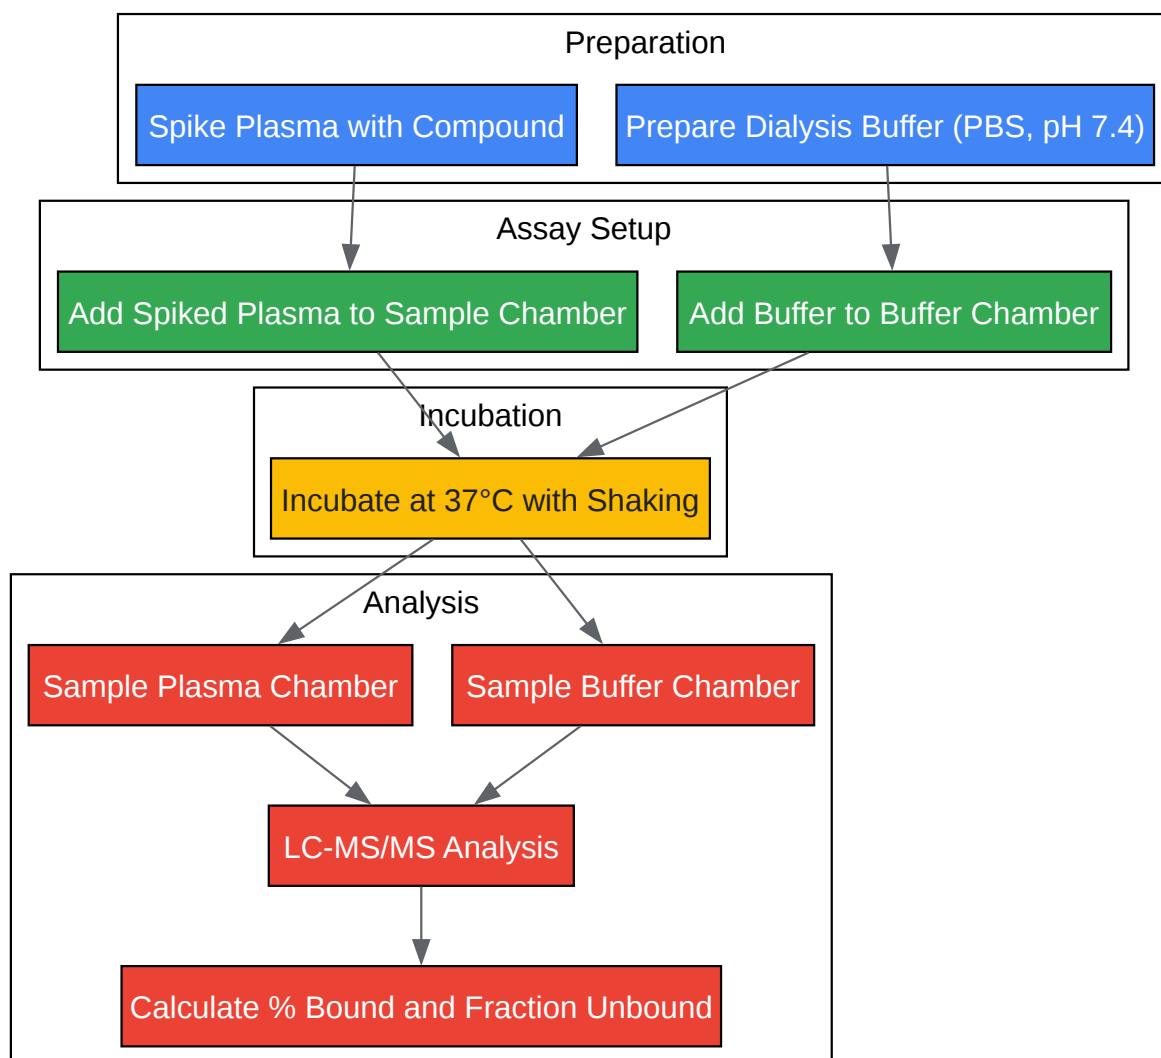 Preparation
Spike Plasma with Compound
Prepare Dialysis Buffer (PBS, pH 7.4)
Assay Setup
Add Spiked Plasma to Sample Chamber
Add Buffer to Buffer Chamber
Incubation
Incubate at 37°C with Shaking
Analysis
Sample Plasma Chamber
Sample Buffer Chamber
LC-MS/MS Analysis
Calculate % Bound and Fraction Unbound